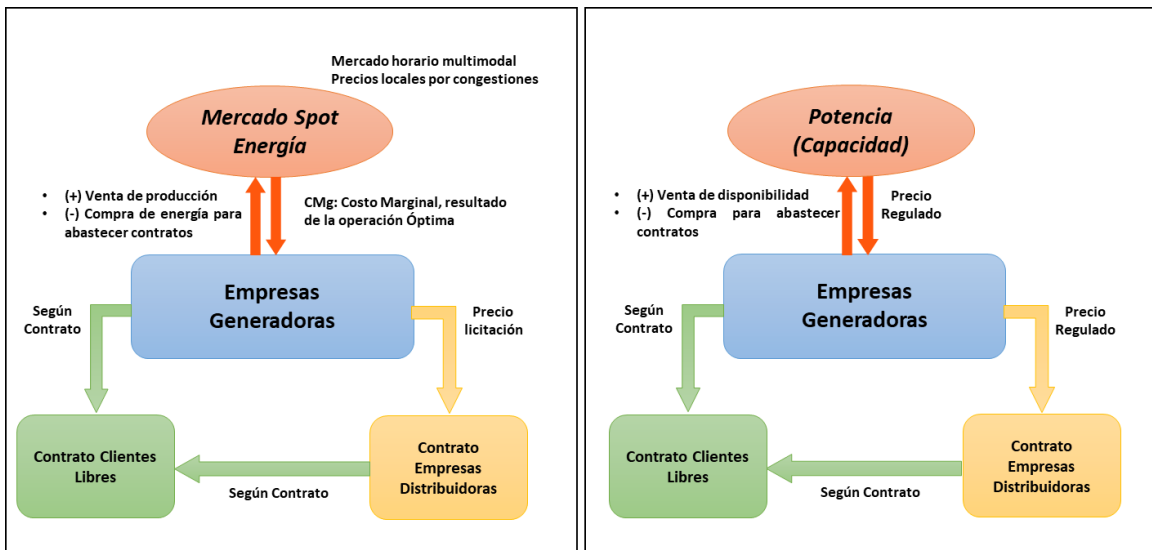 Mercado horario multimodal
Precios locales por congestiones
Mercado Spot
Energía
• (+) Venta de producción
• (-) Compra de energía para
abastecer contratos
CMg: Costo Marginal, resultado
de la operación Óptima
Empresas
Generadoras
Según
Contrato
Precio
licitación
Contrato Clientes
Libres
Contrato
Empresas
Distribuidoras
Según Contrato
Potencia
(Capacidad)
• (+) Venta de disponibilidad
• (-) Compra para abastecer
contratos
Precio
Regulado
Empresas
Generadoras
Según
Contrato
Precio
Regulado
Contrato Clientes
Libres
Contrato
Empresas
Distribuidoras
Según Contrato